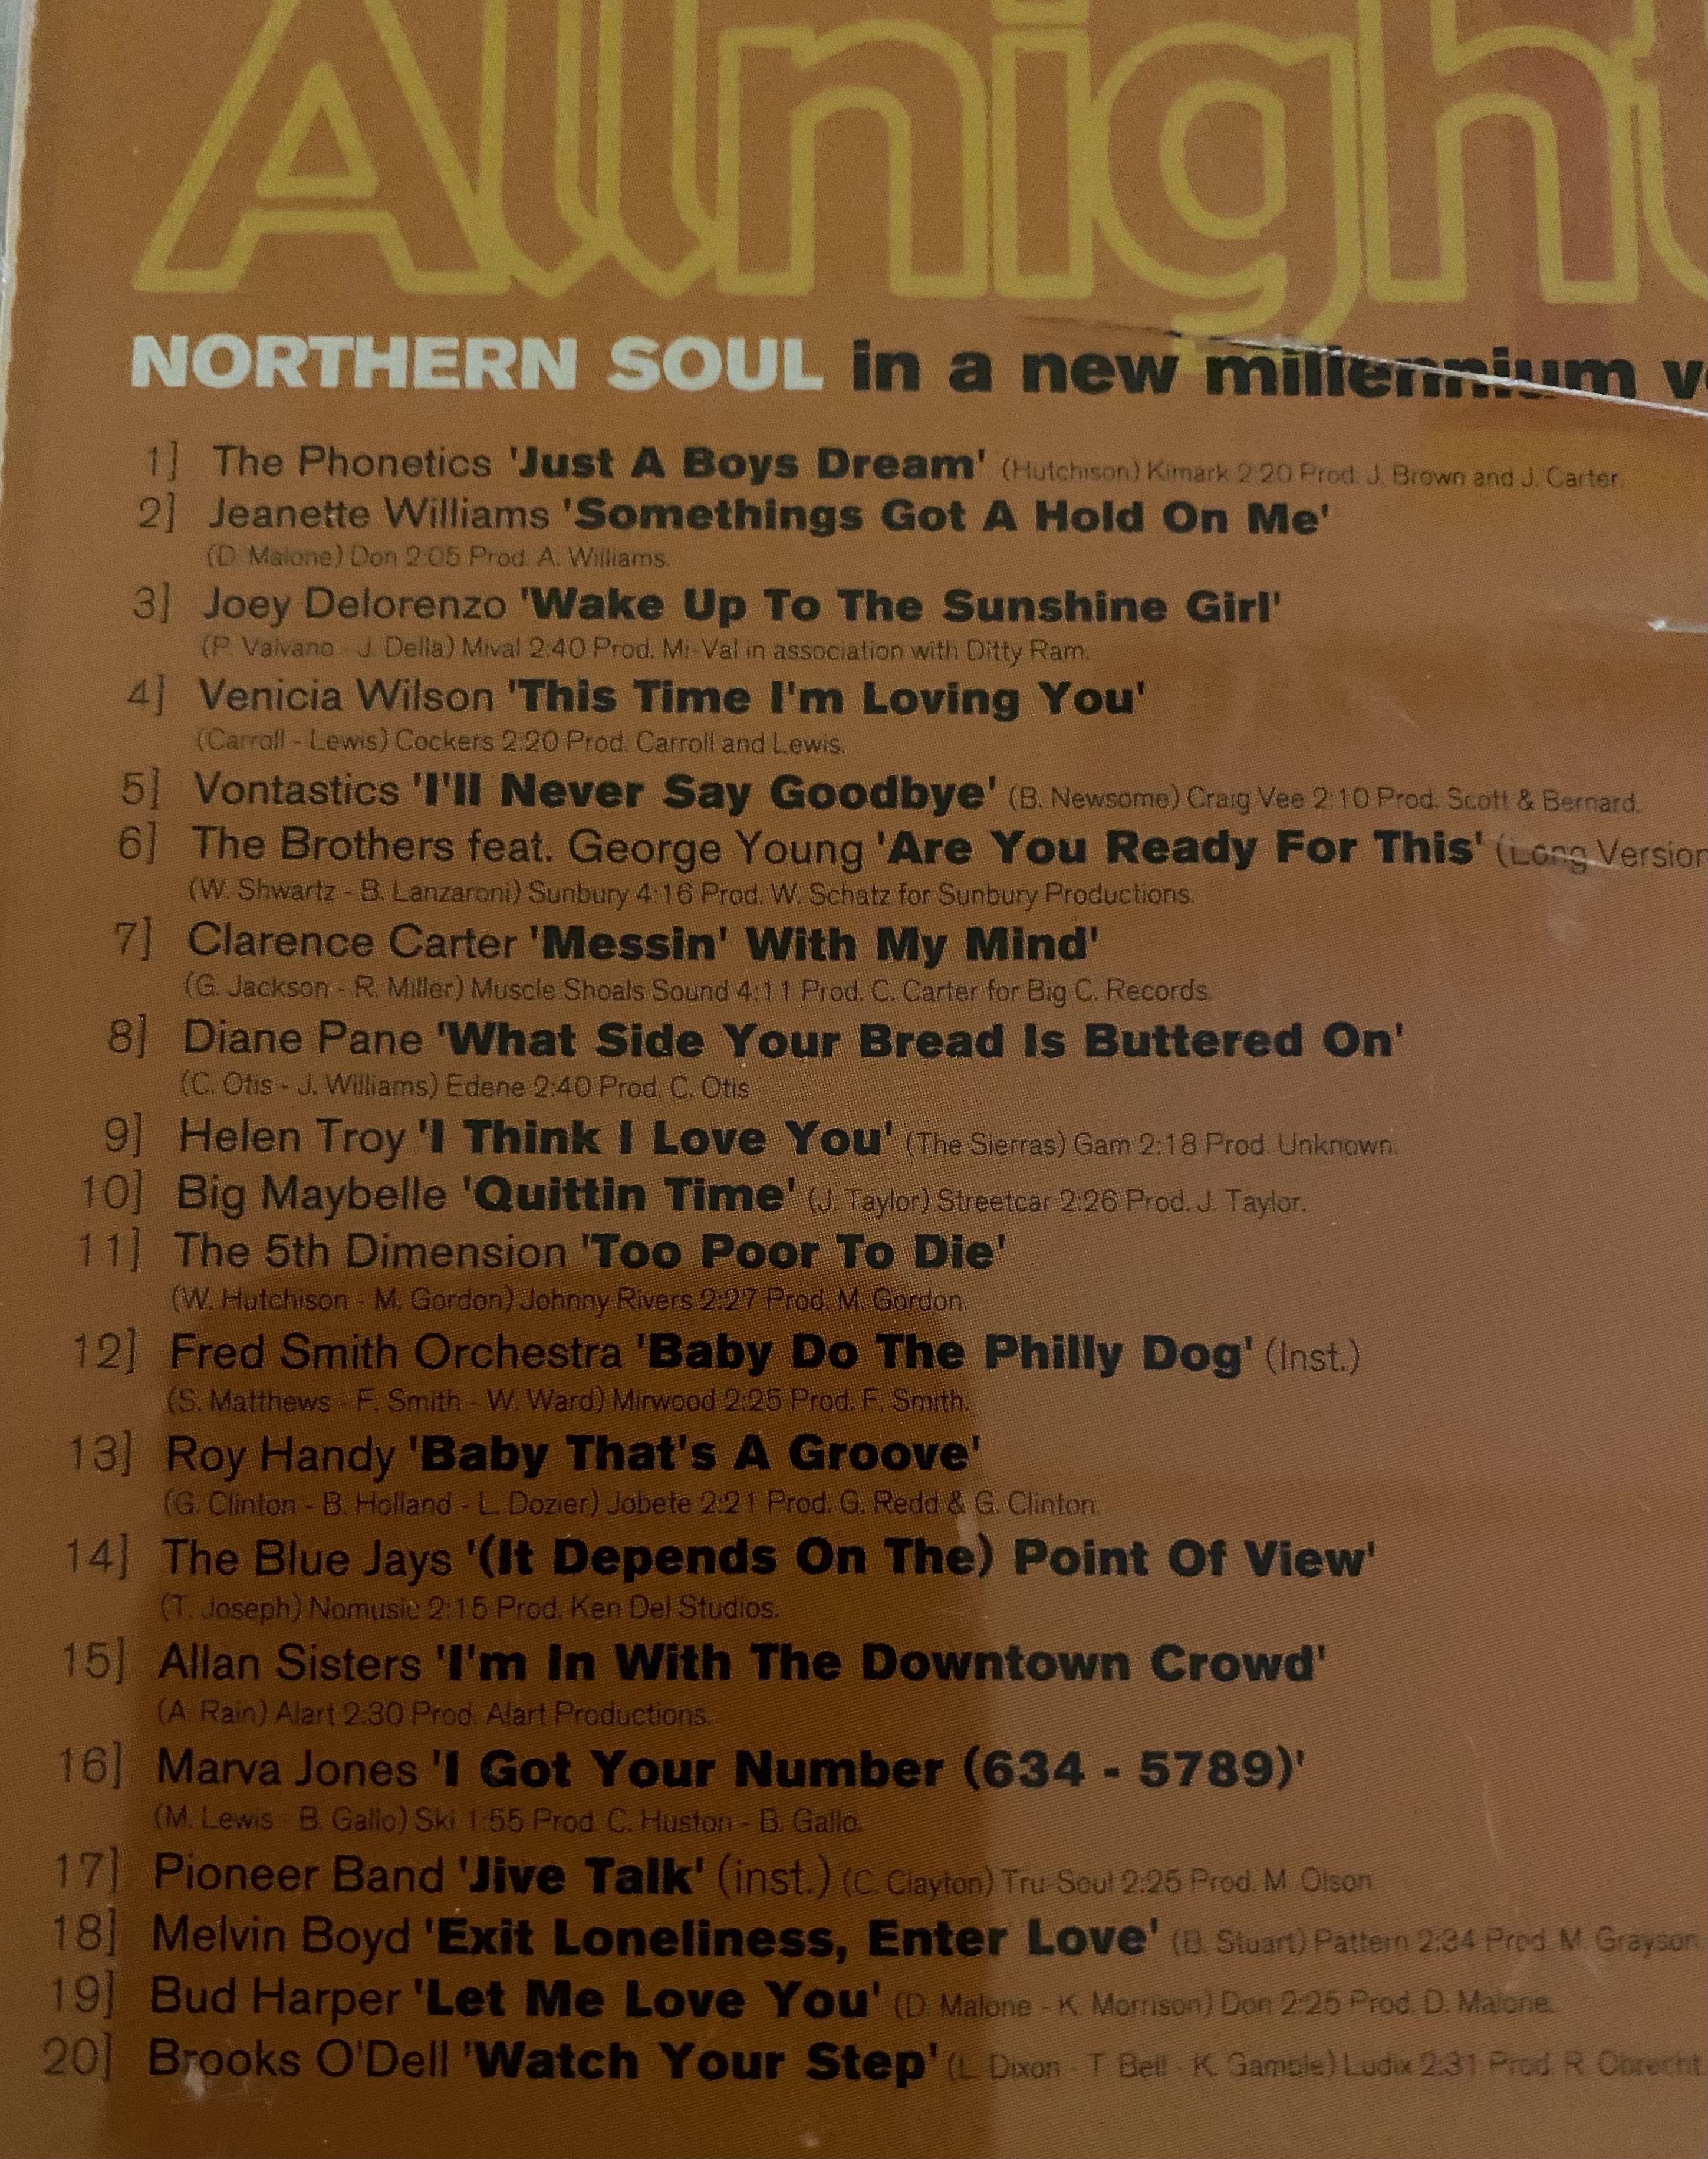 Allnight
NORTHERN SOUL in a new millennium v
1] The Phonetics 'Just A Boys Dream' (Hutchison) Kimark 2:20 Prod. J. Brown and J. Carter.
2] Jeanette Williams 'Somethings Got A Hold On Me'
(D. Malone) Don 2:05 Prod. A. Williams.
3] Joey Delorenzo 'Wake Up To The Sunshine Girl'
(P. Valvano - J. Della) Mival 2:40 Prod. Mi-Val in association with Ditty Ram.
4] Venicia Wilson 'This Time I'm Loving You'
(Carroll - Lewis) Cockers 2:20 Prod. Carroll and Lewis.
5] Vontastics 'I'll Never Say Goodbye' (B. Newsome) Craig Vee 2:10 Prod. Scott & Bernard.
6] The Brothers feat. George Young 'Are You Ready For This' (Long Version
(W. Shwartz - B. Lanzaroni) Sunbury 4:16 Prod. W. Schatz for Sunbury Productions.
7] Clarence Carter 'Messin' With My Mind'
(G. Jackson - R. Miller) Muscle Shoals Sound 4:11 Prod. C. Carter for Big C. Records.
8] Diane Pane 'What Side Your Bread Is Buttered On'
(C. Otis - J. Williams) Edene 2:40 Prod. C. Otis
9] Helen Troy 'I Think I Love You' (The Sierras) Gam 2:18 Prod. Unknown.
10] Big Maybelle 'Quittin Time' (J. Taylor) Streetcar 2:26 Prod. J. Taylor.
11] The 5th Dimension 'Too Poor To Die'
(W. Hutchison - M. Gordon) Johnny Rivers 2:27 Prod. M. Gordon.
12] Fred Smith Orchestra 'Baby Do The Philly Dog' (Inst.)
(S. Matthews - F. Smith - W. Ward) Mirwood 2:25 Prod. F. Smith.
13] Roy Handy 'Baby That's A Groove'
(G. Clinton - B. Holland - L. Dozier) Jobete 2:21 Prod. G. Redd & G. Clinton.
14] The Blue Jays '(It Depends On The) Point Of View'
(T. Joseph) Nomusic 2:15 Prod. Ken Del Studios.
15] Allan Sisters 'I'm In With The Downtown Crowd'
(A. Rain) Alart 2:30 Prod. Alart Productions.
16] Marva Jones 'I Got Your Number (634 - 5789)'
(M. Lewis - B. Gallo) Ski 1:55 Prod. C. Huston - B. Gallo.
17] Pioneer Band 'Jive Talk' (inst.) (C. Clayton) Tru-Soul 2:25 Prod. M. Olson
18] Melvin Boyd 'Exit Loneliness, Enter Love' (B. Stuart) Pattern 2:34 Prod. M. Grayson.
19] Bud Harper 'Let Me Love You' (D. Malone - K. Morrison) Don 2:25 Prod. D. Malone.
20] Brooks O'Dell 'Watch Your Step' (L. Dixon - T. Bell - K. Gamble) Ludix 2:31 Prod. R. Obrecht